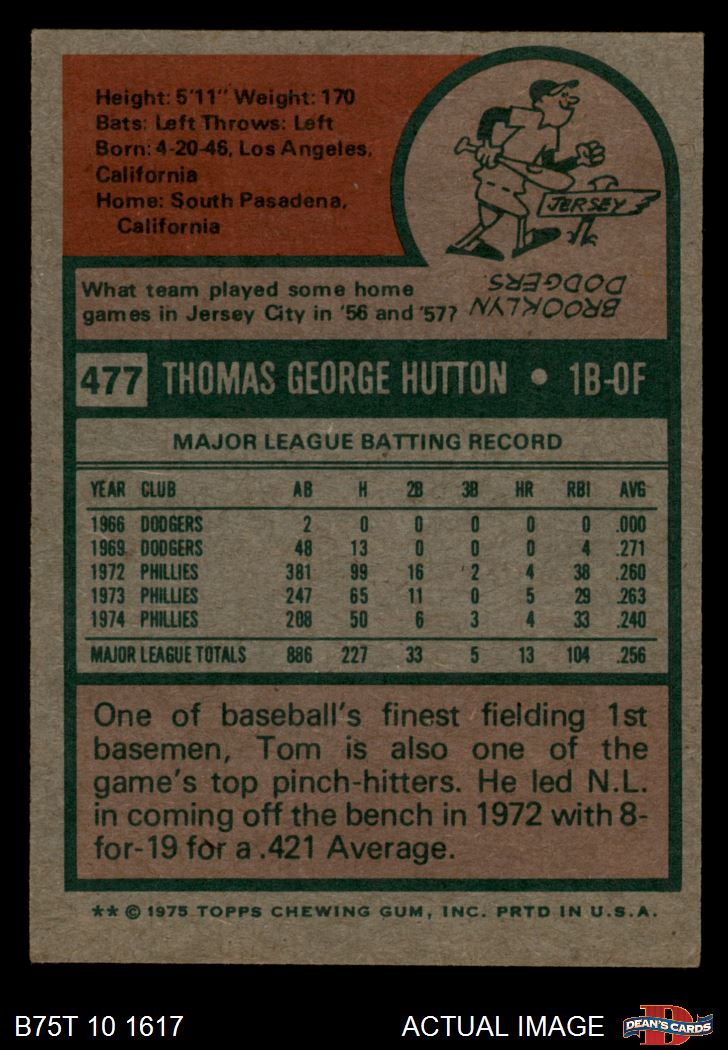 Height: 5'11" Weight: 170
Bats: Left Throws: Left
Born: 4-20-46, Los Angeles,
California
Home: South Pasadena,
California
JERSEY
What team played some home
games in Jersey City in '56 and '57?
BROOKLYN
DODGERS
477 THOMAS GEORGE HUTTON • 1B-OF
MAJOR LEAGUE BATTING RECORD
YEAR CLUB AB H 2B 3B HR RBI AVG
1966 DODGERS 2 0 0 0 0 0 .000
1969 DODGERS 48 13 0 0 0 4 .271
1972 PHILLIES 381 99 16 2 4 38 .260
1973 PHILLIES 247 65 11 0 5 29 .263
1974 PHILLIES 208 50 6 3 4 33 .240
MAJOR LEAGUE TOTALS 886 227 33 5 13 104 .256
One of baseball's finest fielding 1st
basemen, Tom is also one of the
game's top pinch-hitters. He led N.L.
in coming off the bench in 1972 with 8-
for-19 for a .421 Average.
** © 1975 TOPPS CHEWING GUM, INC. PRTD IN U.S.A.
B75T 10 1617 ACTUAL IMAGE
D
DEAN'S CARDS